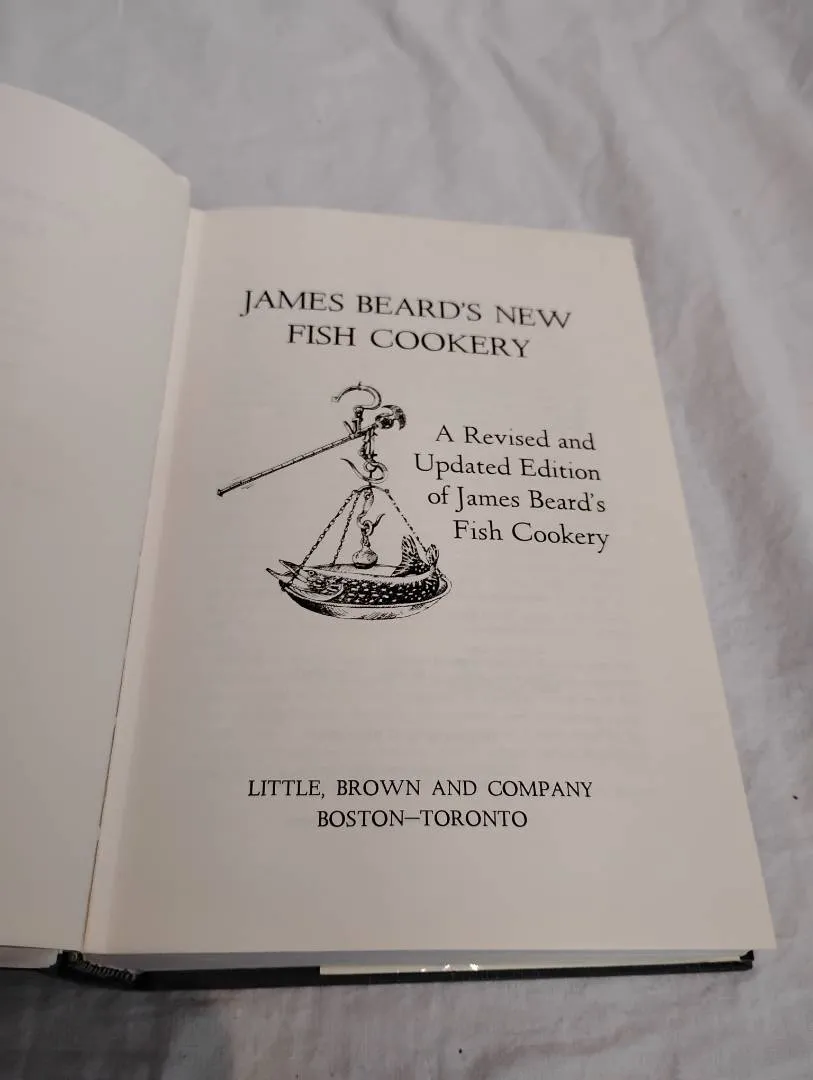 JAMES BEARD'S NEW
FISH COOKERY
A Revised and
Updated Edition
of James Beard's
Fish Cookery
LITTLE, BROWN AND COMPANY
BOSTON—TORONTO